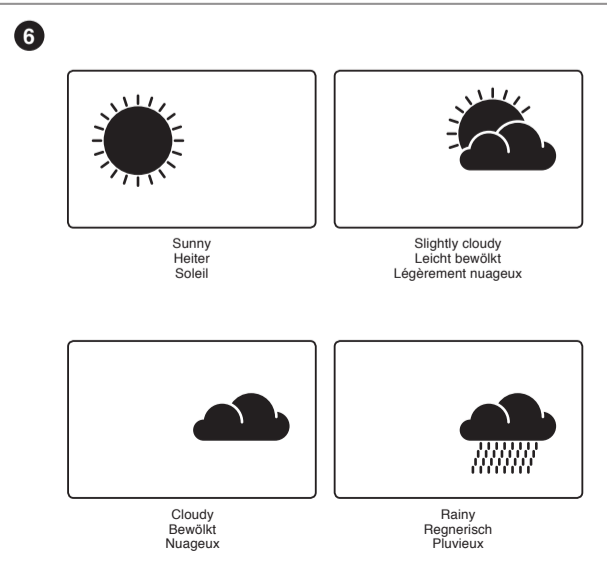 6
Sunny
Heiter
Soleil
Slightly cloudy
Leicht bewölkt
Légèrement nuageux
Cloudy
Bewölkt
Nuageux
Rainy
Regnerisch
Pluvieux